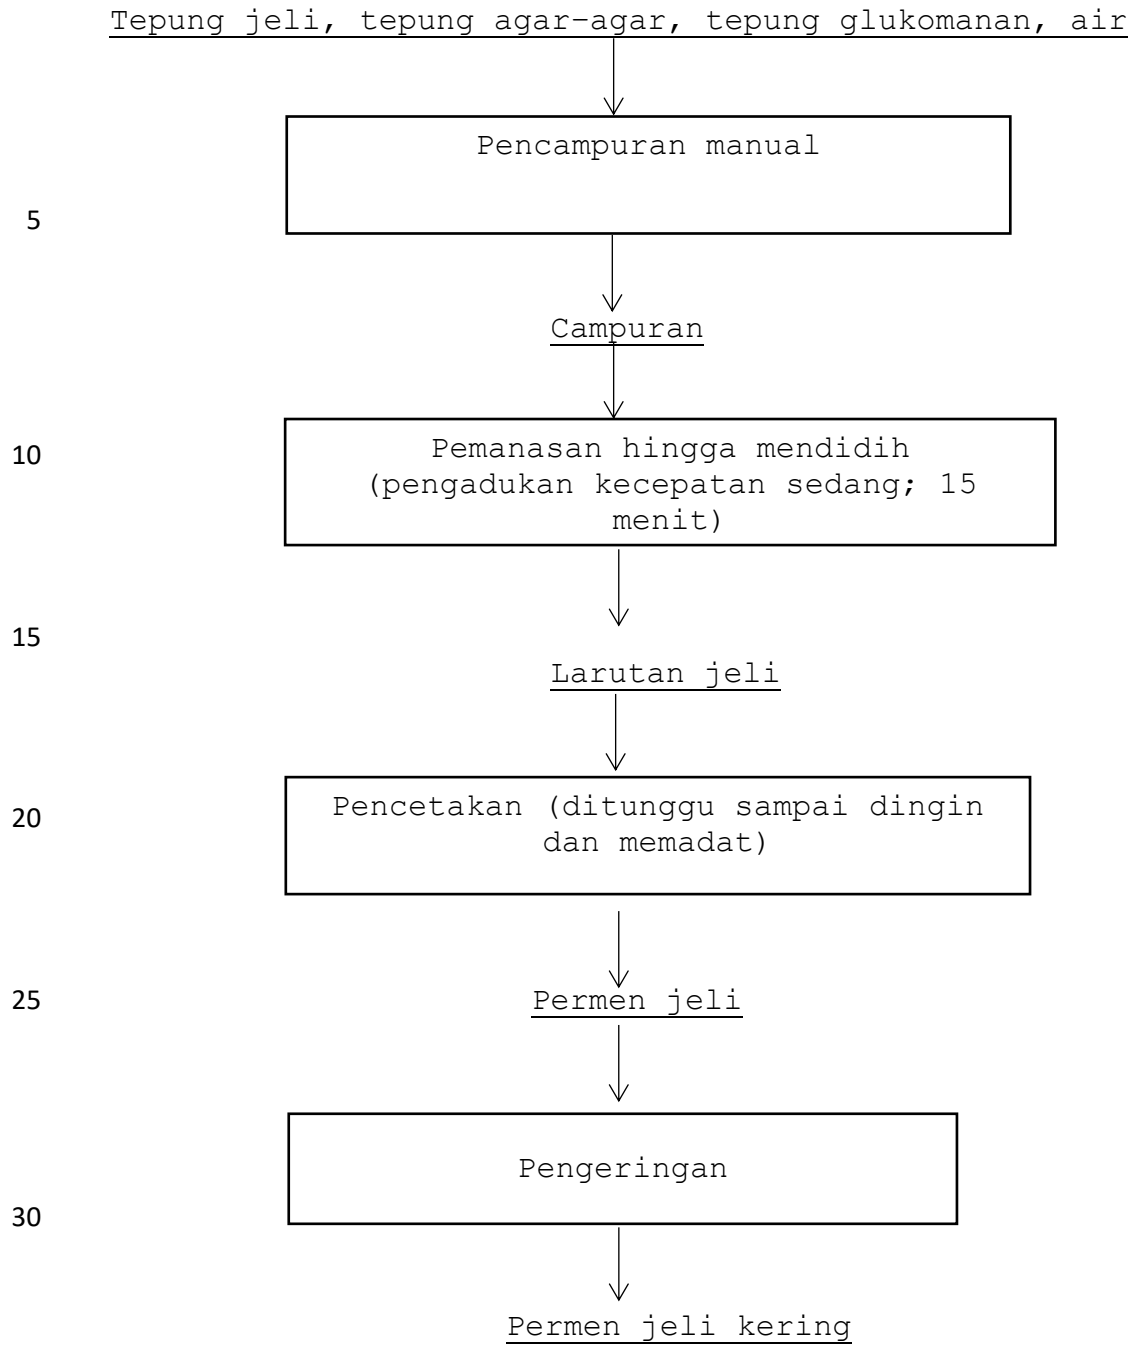 Tepung jeli, tepung agar-agar, tepung glukomanan, air
Pencampuran manual
5
Campuran
10
Pemanasan hingga mendidih
(pengadukan kecepatan sedang; 15
menit)
15
Larutan jeli
20
Pencetakan (ditunggu sampai dingin
dan memadat)
25
Permen jeli
Pengeringan
30
Permen jeli kering